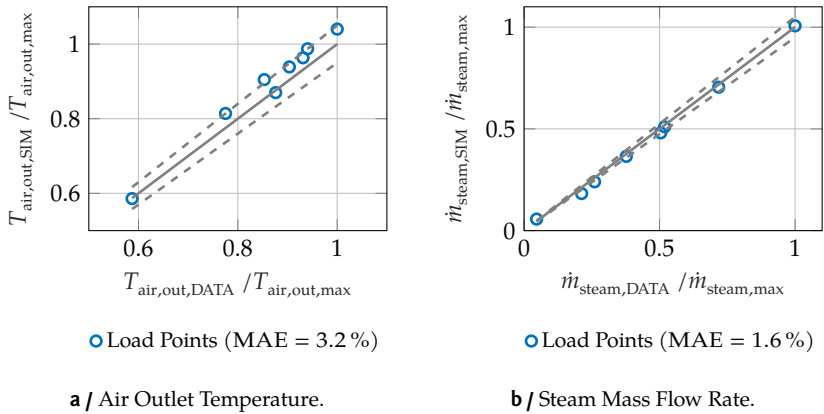 1
0.8
0.6
T_air,out,SIM /T_air,out,max
0.6 0.8 1
T_air,out,DATA /T_air,out,max
Load Points (MAE = 3.2 %)
a / Air Outlet Temperature.
1
0.5
0
ṁ_steam,SIM /ṁ_steam,max
0 0.5 1
ṁ_steam,DATA /ṁ_steam,max
Load Points (MAE = 1.6 %)
b / Steam Mass Flow Rate.